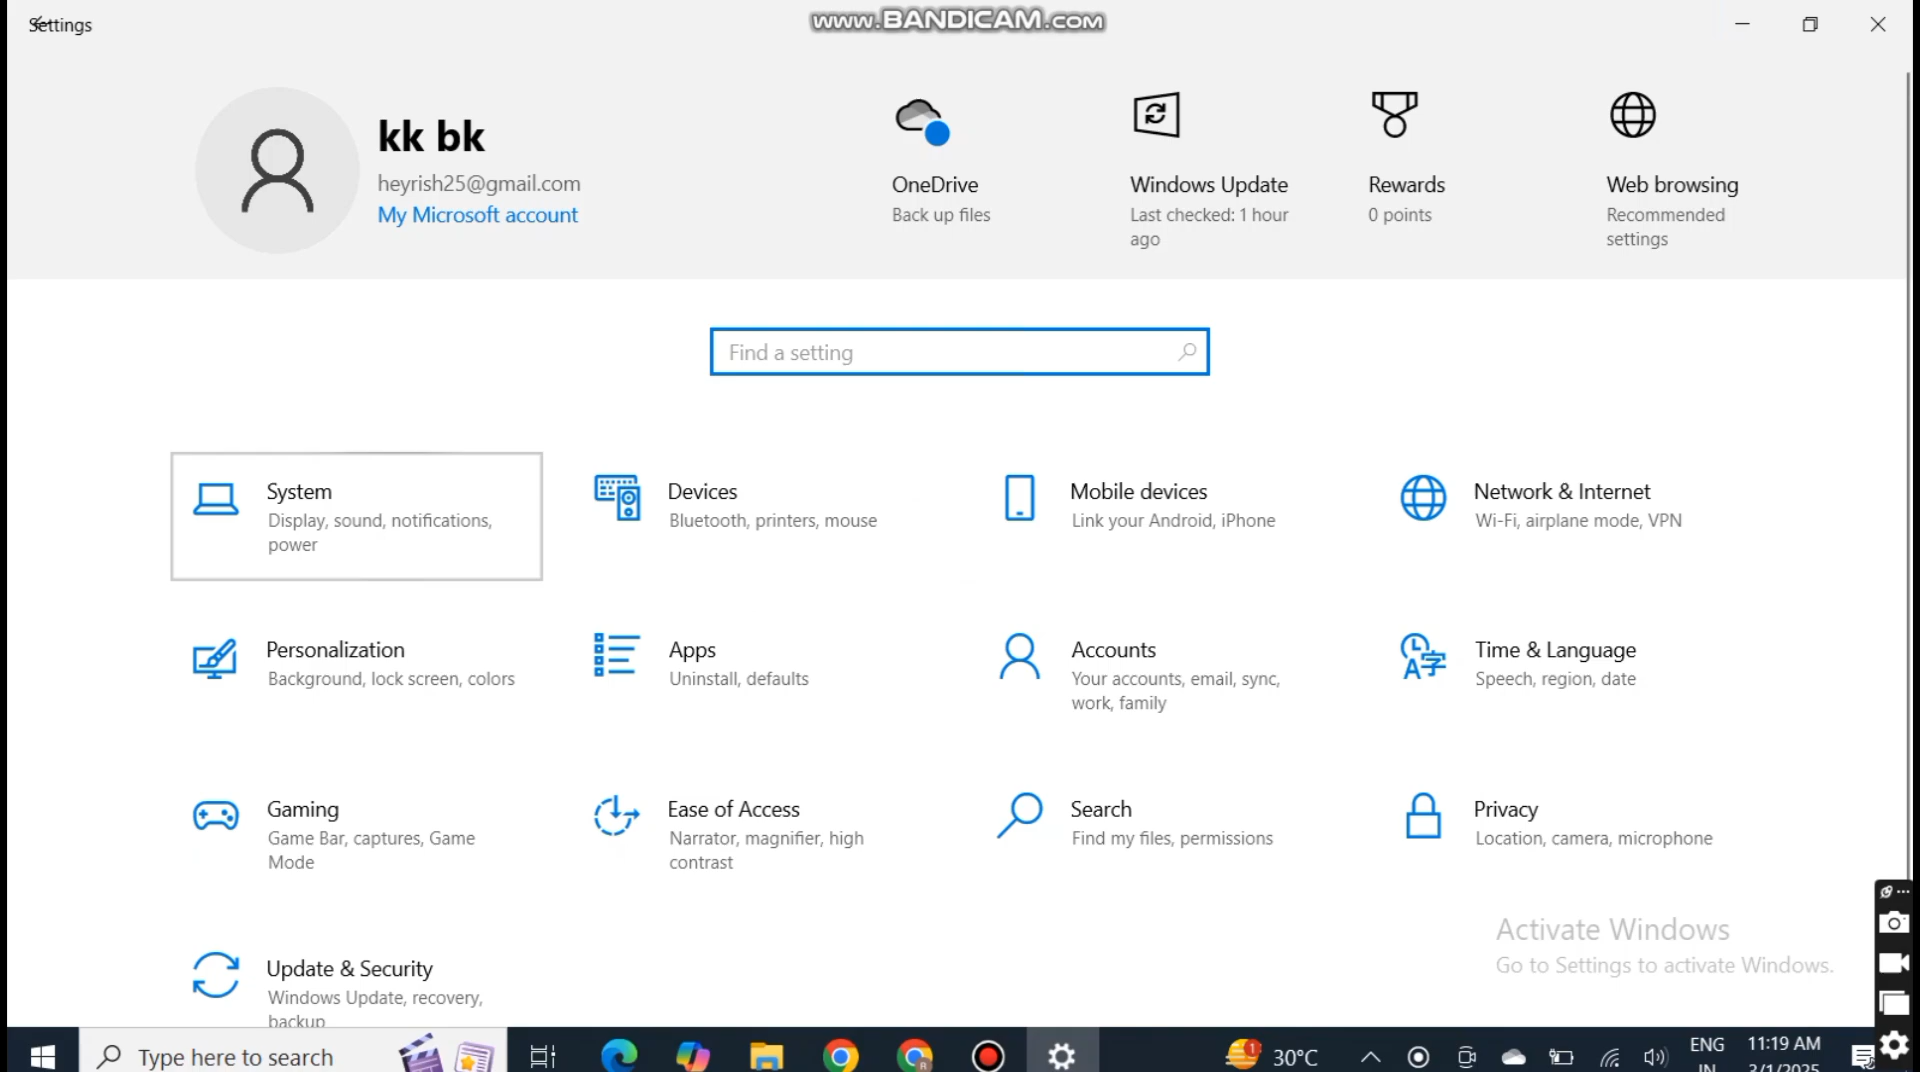 Settings
www.BANDICAM.com
kk bk
heyrish25@gmail.com
My Microsoft account
OneDrive
Back up files
Windows Update
Last checked: 1 hour
ago
Rewards
0 points
Web browsing
Recommended
settings
Find a setting
System
Display, sound, notifications,
power
Devices
Bluetooth, printers, mouse
Mobile devices
Link your Android, iPhone
Network & Internet
Wi-Fi, airplane mode, VPN
Personalization
Background, lock screen, colors
Apps
Uninstall, defaults
Accounts
Your accounts, email, sync,
work, family
Time & Language
Speech, region, date
Gaming
Game Bar, captures, Game
Mode
Ease of Access
Narrator, magnifier, high
contrast
Search
Find my files, permissions
Privacy
Location, camera, microphone
Update & Security
Windows Update, recovery,
backup
Activate Windows
Go to Settings to activate Windows.
Type here to search
1
30°C
ENG
IN
11:19 AM
3/1/2025